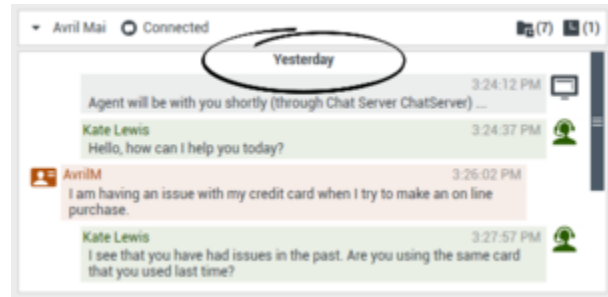 Avril Mai Connected (7) (1)
Yesterday
3:24:12 PM
Agent will be with you shortly (through Chat Server ChatServer) ...
Kate Lewis 3:24:37 PM
Hello, how can I help you today?
AvrilM 3:26:02 PM
I am having an issue with my credit card when I try to make an on line
purchase.
Kate Lewis 3:27:57 PM
I see that you have had issues in the past. Are you using the same card
that you used last time?